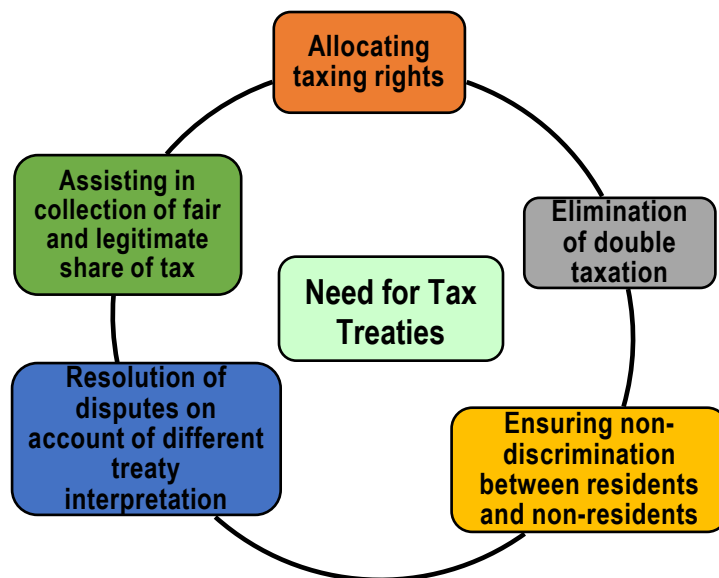 Allocating
taxing rights
Elimination
of double
taxation
Ensuring non-
discrimination
between residents
and non-residents
Resolution of
disputes on
account of different
treaty
interpretation
Assisting in
collection of fair
and legitimate
share of tax
Need for Tax
Treaties